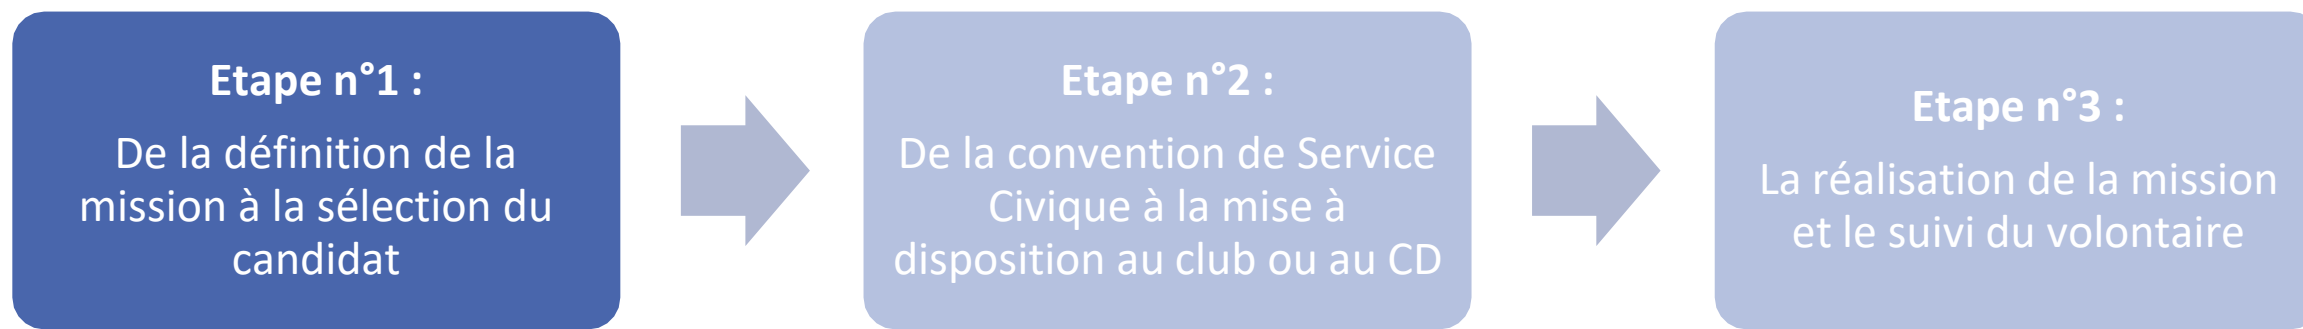 Etape n°1 :
De la définition de la
mission à la sélection du
candidat
Etape n°2 :
De la convention de Service
Civique à la mise à
disposition au club ou au CD
Etape n°3 :
La réalisation de la mission
et le suivi du volontaire